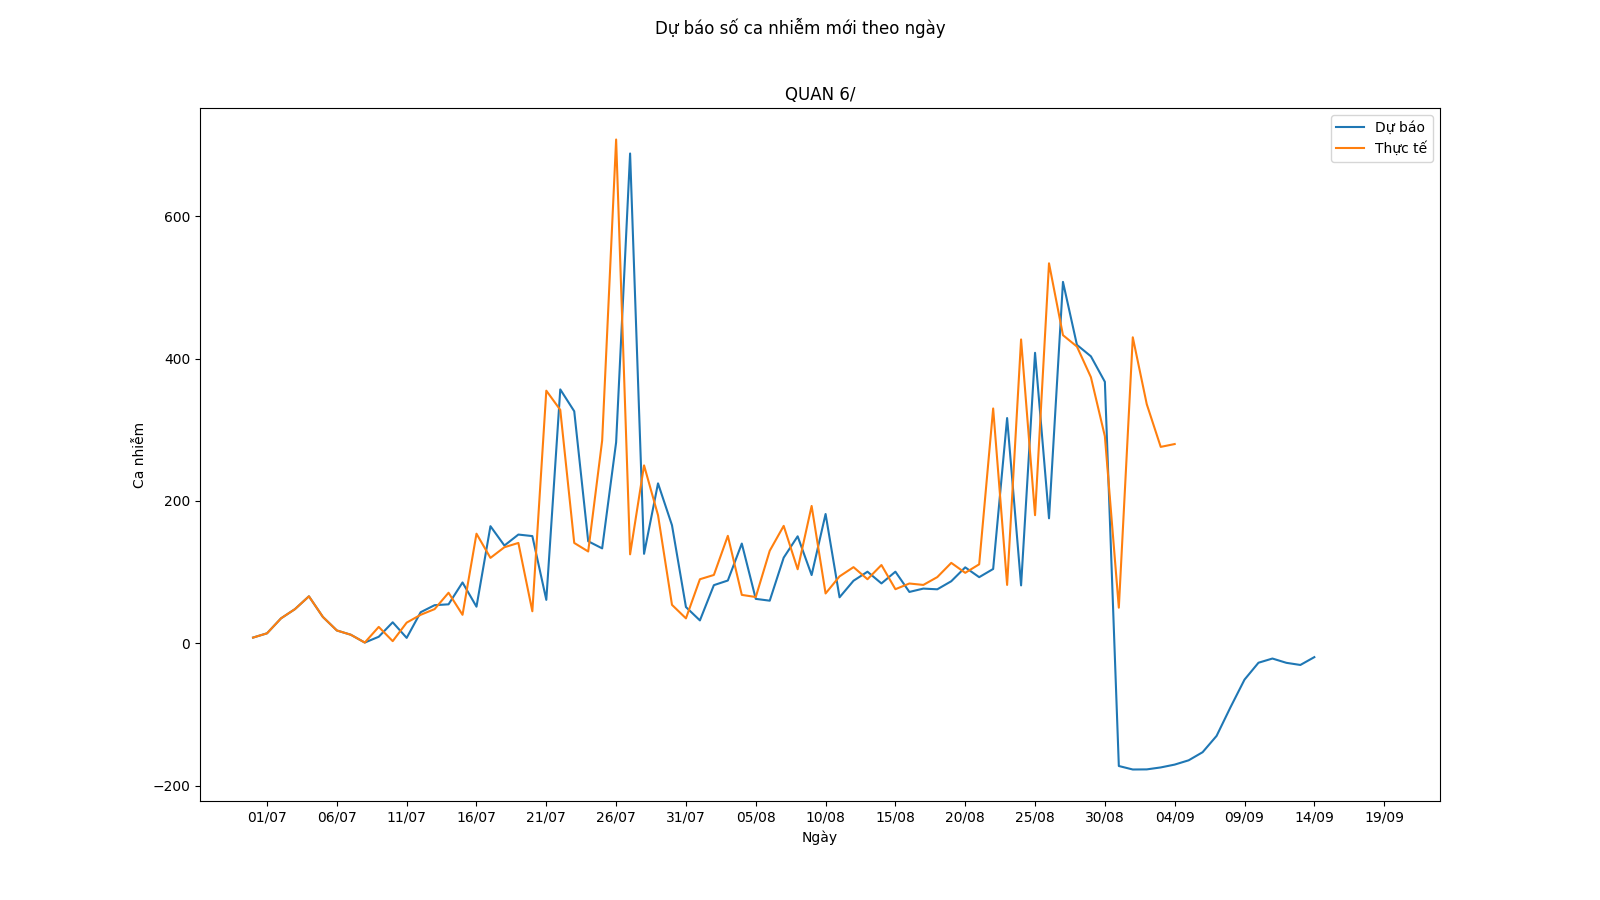 Dự báo số ca nhiễm mới theo ngày
QUAN 6/
Dự báo
Thực tế
600
400
200
0
−200
Ca nhiễm
01/07 06/07 11/07 16/07 21/07 26/07 31/07 05/08 10/08 15/08 20/08 25/08 30/08 04/09 09/09 14/09 19/09
Ngày